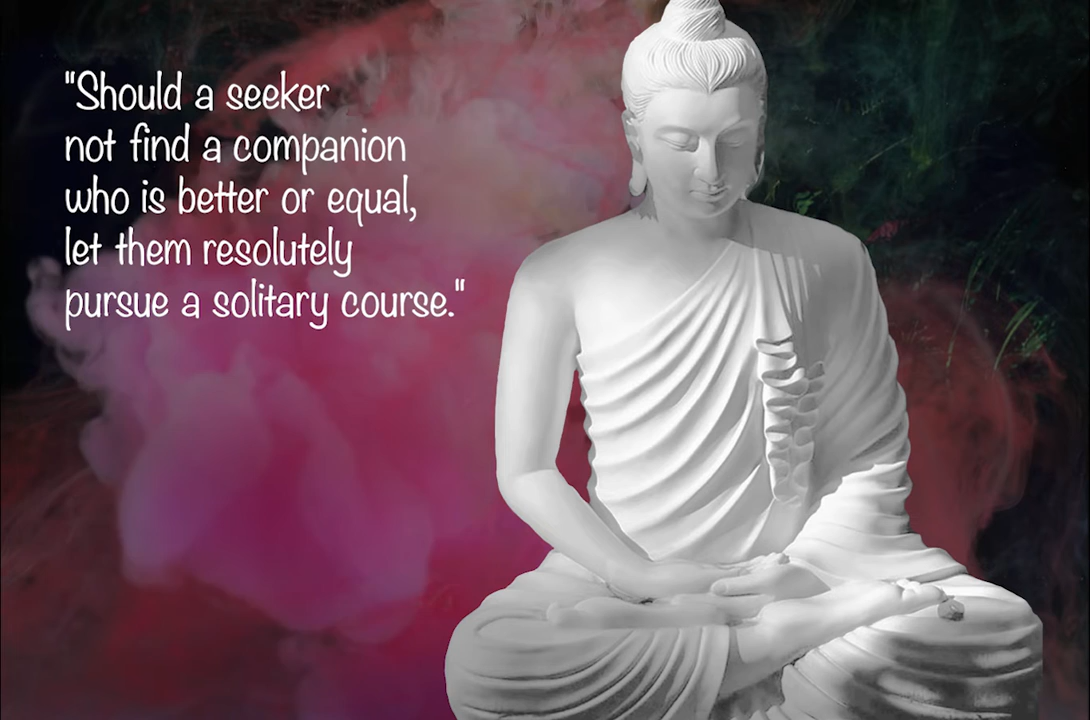 "Should a seeker
not find a companion
who is better or equal,
let them resolutely
pursue a solitary course."